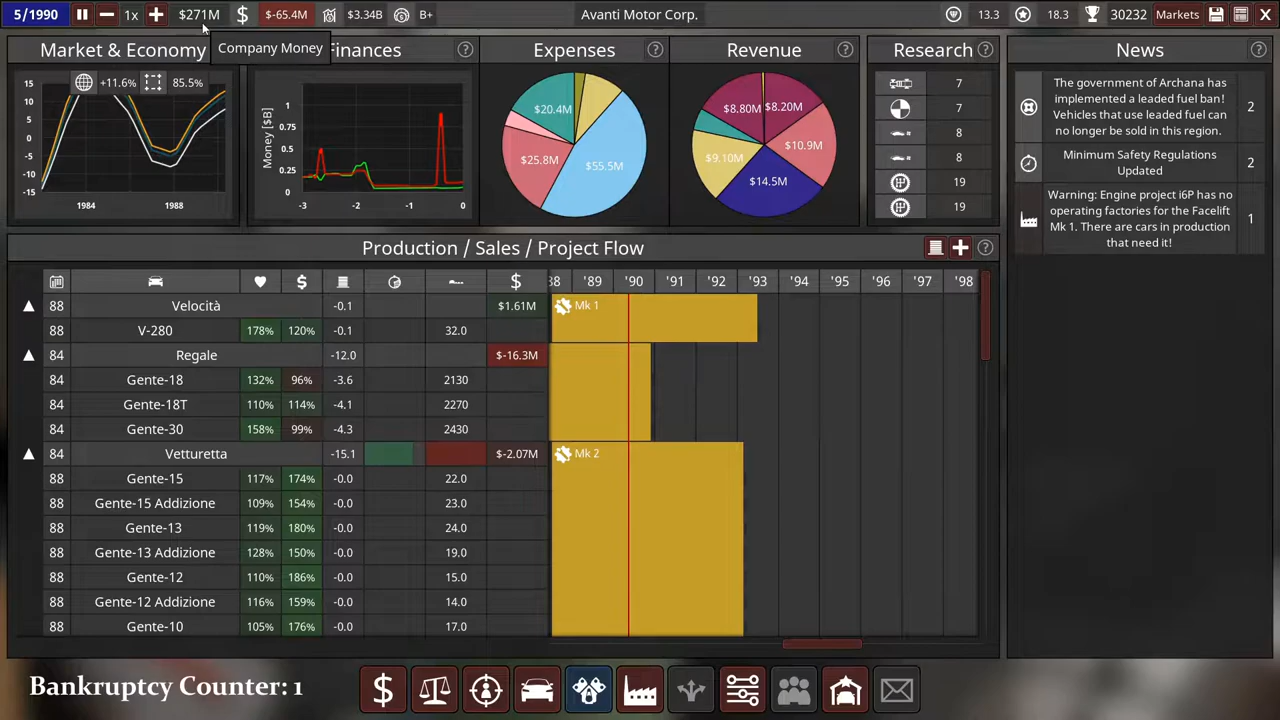 5/1990
1x
$271M
$
$-65.4M
$3.34B
B+
Avanti Motor Corp.
13.3
18.3
30232
Markets
Market & Economy
Company Money
Finances
Expenses
Revenue
Research
News
+11.6%
85.5%
15
10
5
0
-5
-10
-15
1984
1988
Money [$B]
1
0.75
0.5
0.25
0
-3
-2
-1
0
$20.4M
$25.8M
$55.5M
$8.80M
$8.20M
$10.9M
$9.10M
$14.5M
7
7
8
8
19
19
The government of Archana has
implemented a leaded fuel ban!
Vehicles that use leaded fuel can
no longer be sold in this region.
2
Minimum Safety Regulations
Updated
2
Warning: Engine project i6P has no
operating factories for the Facelift
Mk 1. There are cars in production
that need it!
1
Production / Sales / Project Flow
$
$
'89 '90 '91 '92 '93 '94 '95 '96 '97 '98
88 Velocità -0.1 $1.61M Mk 1
88 V-280 178% 120% -0.1 32.0
84 Regale -12.0 $-16.3M
84 Gente-18 132% 96% -3.6 2130
84 Gente-18T 110% 114% -4.1 2270
84 Gente-30 158% 99% -4.3 2430
84 Vetturetta -15.1 $-2.07M Mk 2
88 Gente-15 117% 174% -0.0 22.0
88 Gente-15 Addizione 109% 154% -0.0 23.0
88 Gente-13 119% 180% -0.0 24.0
88 Gente-13 Addizione 128% 150% -0.0 19.0
88 Gente-12 110% 186% -0.0 15.0
88 Gente-12 Addizione 116% 159% -0.0 14.0
88 Gente-10 105% 176% -0.0 17.0
Bankruptcy Counter: 1
$